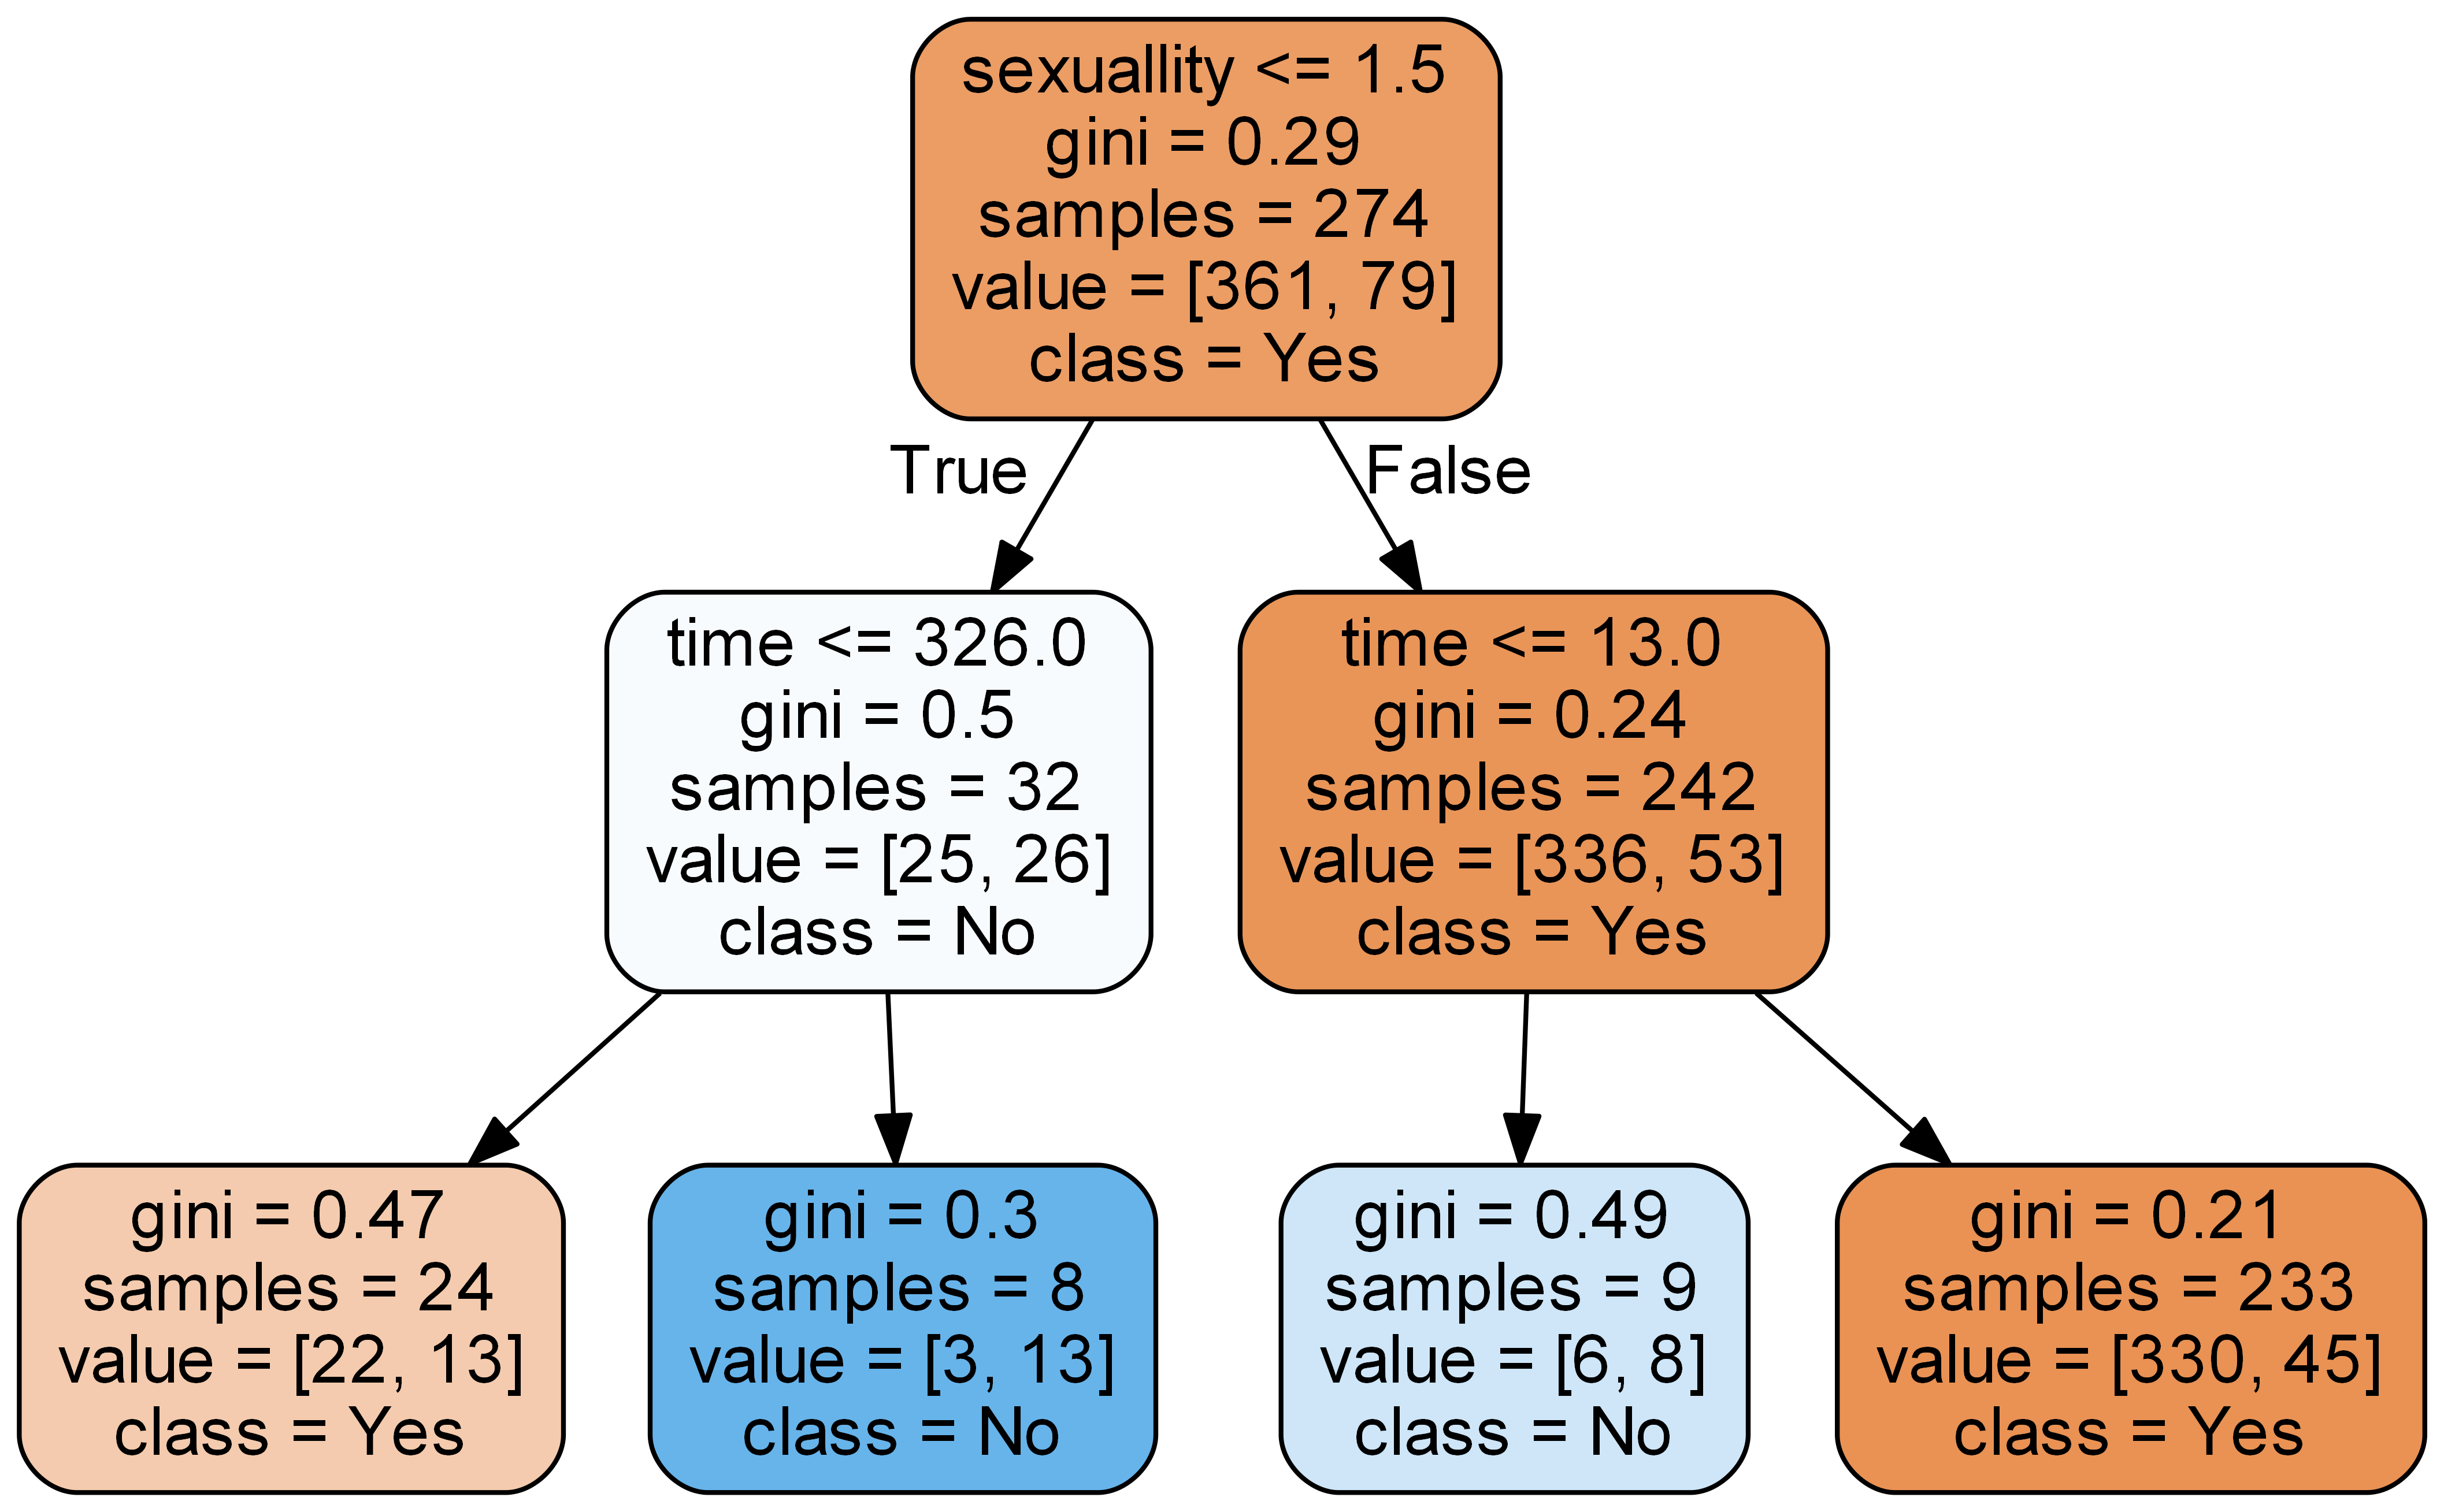 sexuallity <= 1.5
gini = 0.29
samples = 274
value = [361, 79]
class = Yes
True
False
time <= 326.0
gini = 0.5
samples = 32
value = [25, 26]
class = No
time <= 13.0
gini = 0.24
samples = 242
value = [336, 53]
class = Yes
gini = 0.47
samples = 24
value = [22, 13]
class = Yes
gini = 0.3
samples = 8
value = [3, 13]
class = No
gini = 0.49
samples = 9
value = [6, 8]
class = No
gini = 0.21
samples = 233
value = [330, 45]
class = Yes